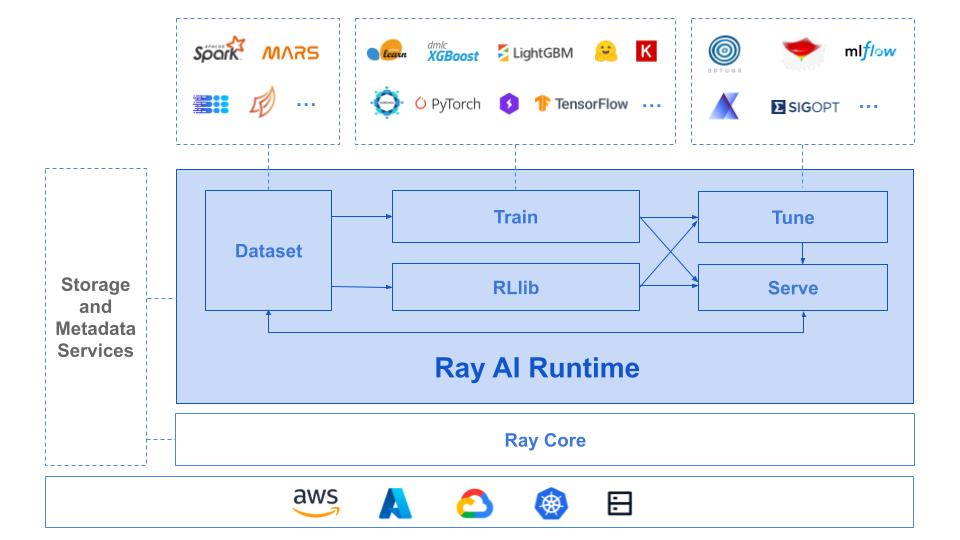 APACHE
Spark
MARS
...
learn
dmlc
XGBoost
LightGBM
K
HOROVOD
PyTorch
TensorFlow
...
OPTUNA
mlflow
SIGOPT
...
Dataset
Train
Tune
RLlib
Serve
Storage
and
Metadata
Services
Ray AI Runtime
Ray Core
aws